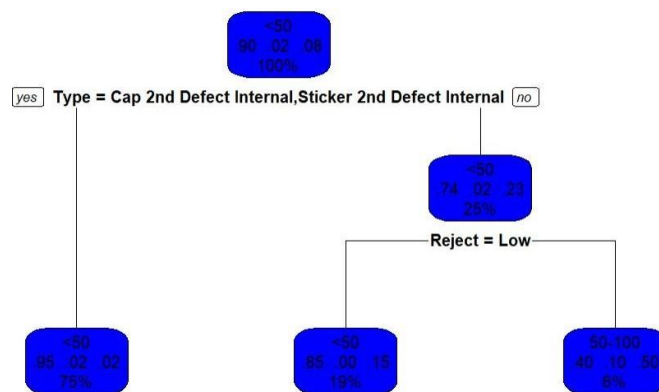 <50
90 .02 .08
100%
yes Type = Cap 2nd Defect Internal,Sticker 2nd Defect Internal no
<50
.74 .02 .23
25%
Reject = Low
<50
.95 .02 .02
75%
<50
.85 .00 .15
19%
50-100
.40 .10 .50
6%